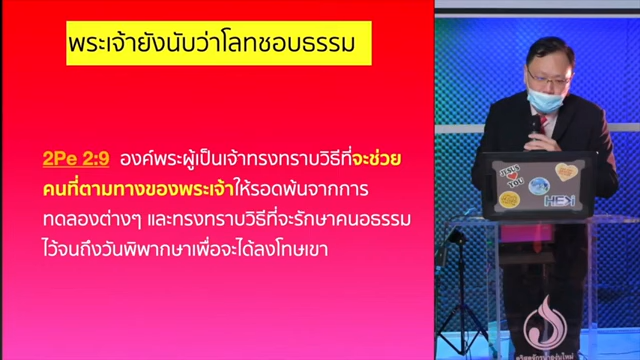 พระเจ้ายังนับว่าโลทชอบธรรม
2Pe 2:9 องค์พระผู้เป็นเจ้าทรงทราบวิธีที่จะช่วย
คนที่ตามทางของพระเจ้าให้รอดพ้นจากการ
ทดลองต่างๆ และทรงทราบวิธีที่จะรักษาคนอธรรม
ไว้จนถึงวันพิพากษาเพื่อจะได้ลงโทษเขา
JESUS
YOU